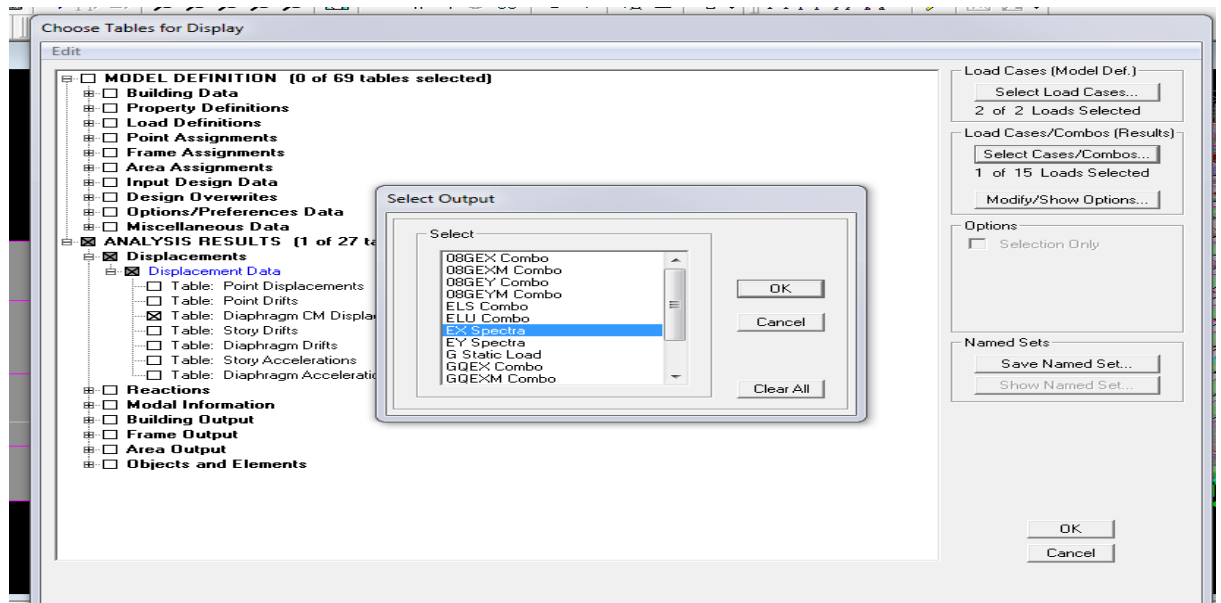 Choose Tables for Display
Edit
MODEL DEFINITION (0 of 69 tables selected)
Building Data
Property Definitions
Load Definitions
Point Assignments
Frame Assignments
Area Assignments
Input Design Data
Design Overwrites
Options/Preferences Data
Miscellaneous Data
ANALYSIS RESULTS (1 of 27 ta
Displacements
Displacement Data
Table: Point Displacements
Table: Point Drifts
Table: Diaphragm CM Displa
Table: Story Drifts
Table: Diaphragm Drifts
Table: Story Accelerations
Table: Diaphragm Acceleratic
Reactions
Modal Information
Building Output
Frame Output
Area Output
Objects and Elements
Select Output
Select
08GEX Combo
08GEXM Combo
08GEY Combo
08GEYM Combo
ELS Combo
ELU Combo
EX Spectra
EY Spectra
G Static Load
GQEX Combo
GQEXM Combo
OK
Cancel
Clear All
Load Cases (Model Def.)
Select Load Cases...
2 of 2 Loads Selected
Load Cases/Combos (Results)
Select Cases/Combos...
1 of 15 Loads Selected
Modify/Show Options...
Options
Selection Only
Named Sets
Save Named Set...
Show Named Set...
OK
Cancel